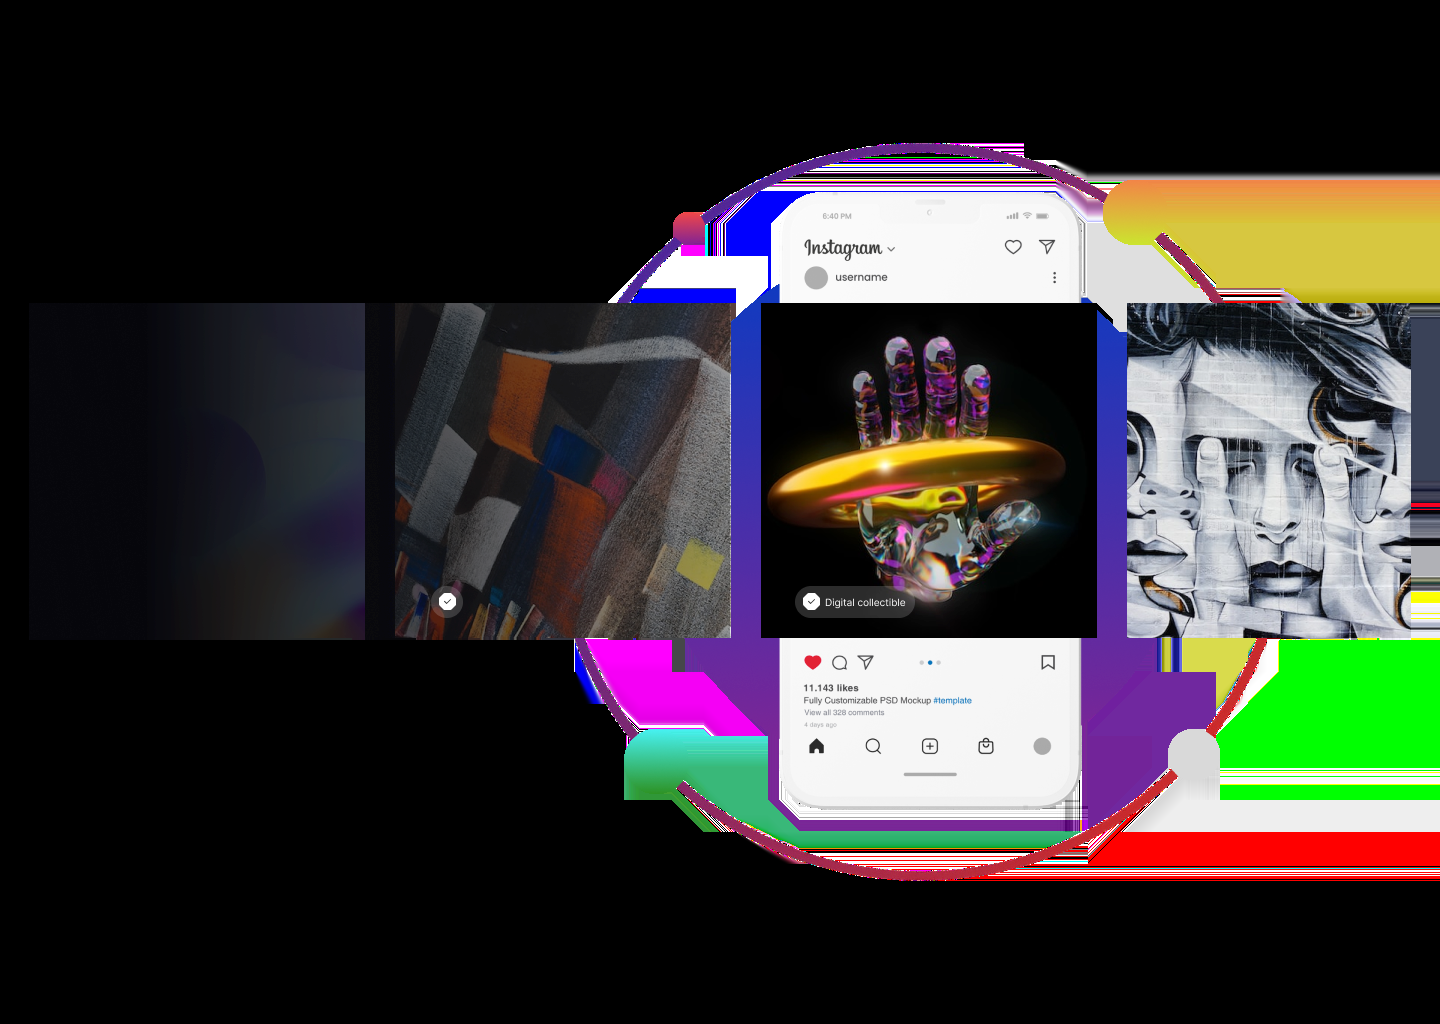 6:40 PM
Instagram
username
Digital collectible
11.143 likes
Fully Customizable PSD Mockup #template
View all 328 comments
4 days ago